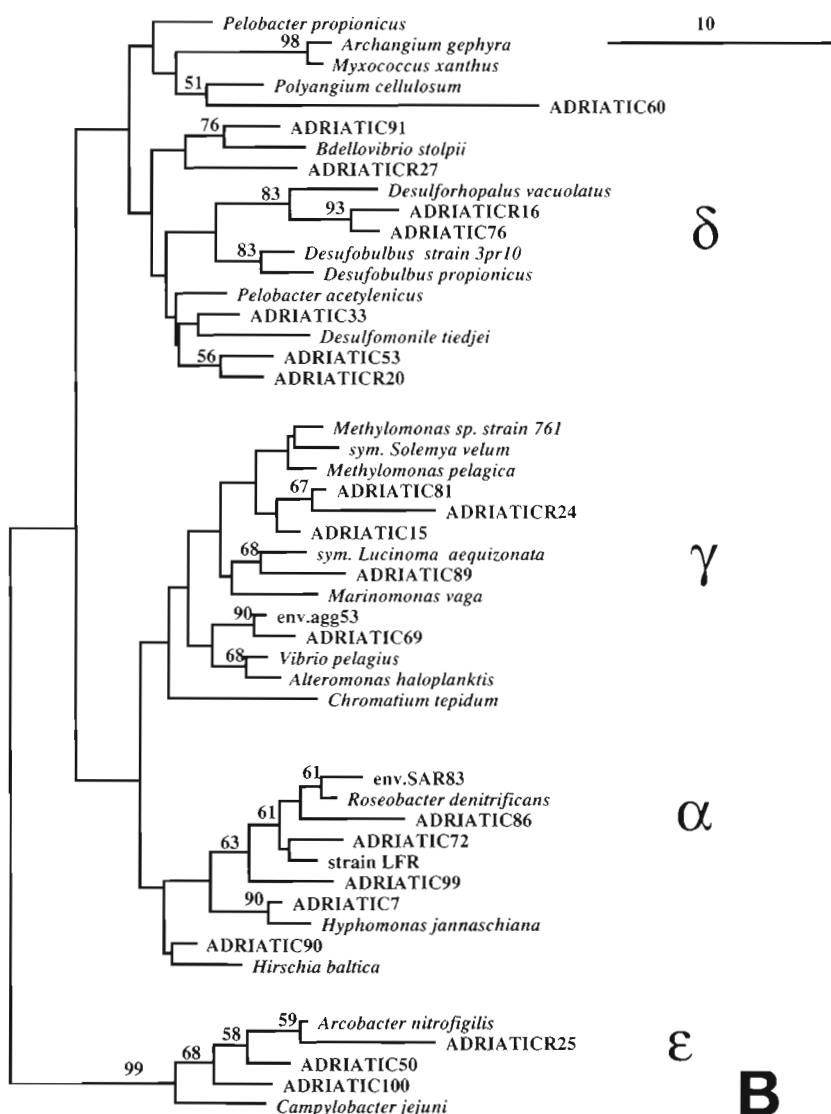 Pelobacter propionicus
10
98
Archangium gephyra
Myxococcus xanthus
51
Polyangium cellulosum
ADRIATIC60
76
ADRIATIC91
Bdellovibrio stolpii
ADRIATICR27
83
Desulforhopalus vacuolatus
93
ADRIATICR16
ADRIATIC76
83
Desufobulbus strain 3pr10
Desufobulbus propionicus
Pelobacter acetylenicus
ADRIATIC33
Desulfomonile tiedjei
56
ADRIATIC53
ADRIATICR20
δ
Methylomonas sp. strain 761
sym. Solemya velum
Methylomonas pelagica
67
ADRIATIC81
ADRIATICR24
ADRIATIC15
68
sym. Lucinoma aequizonata
ADRIATIC89
Marinomonas vaga
90
env.agg53
ADRIATIC69
68
Vibrio pelagius
Alteromonas haloplanktis
Chromatium tepidum
γ
61
env.SAR83
Roseobacter denitrificans
61
ADRIATIC86
ADRIATIC72
63
strain LFR
ADRIATIC99
90
ADRIATIC7
Hyphomonas jannaschiana
ADRIATIC90
Hirschia baltica
α
59
Arcobacter nitrofigilis
58
ADRIATICR25
68
ADRIATIC50
99
ADRIATIC100
Campylobacter jejuni
ε
B